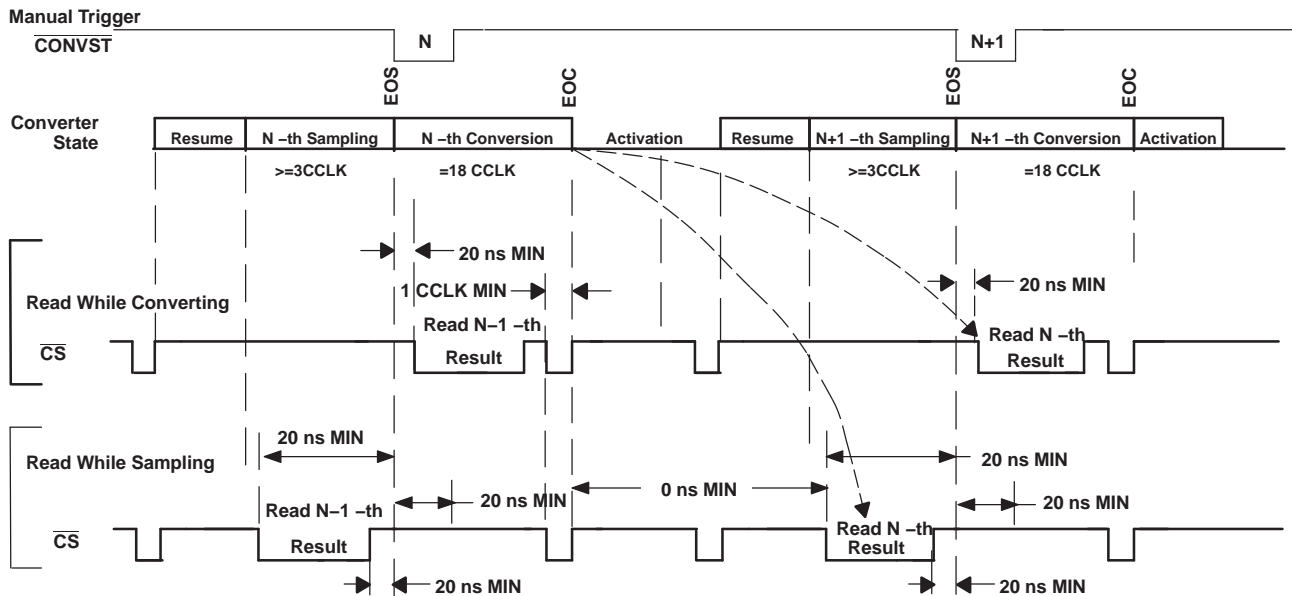 Manual Trigger
CONVST
N
N+1
EOS
EOC
EOS
EOC
Converter
State
Resume
N –th Sampling
N –th Conversion
Activation
Resume
N+1 –th Sampling
N+1 –th Conversion
Activation
>=3CCLK
=18 CCLK
>=3CCLK
=18 CCLK
20 ns MIN
20 ns MIN
1 CCLK MIN
Read While Converting
CS
Read N–1 –th
Result
Read N –th
Result
20 ns MIN
Read While Sampling
20 ns MIN
20 ns MIN
0 ns MIN
20 ns MIN
CS
Read N–1 –th
Result
Read N –th
Result
20 ns MIN
20 ns MIN